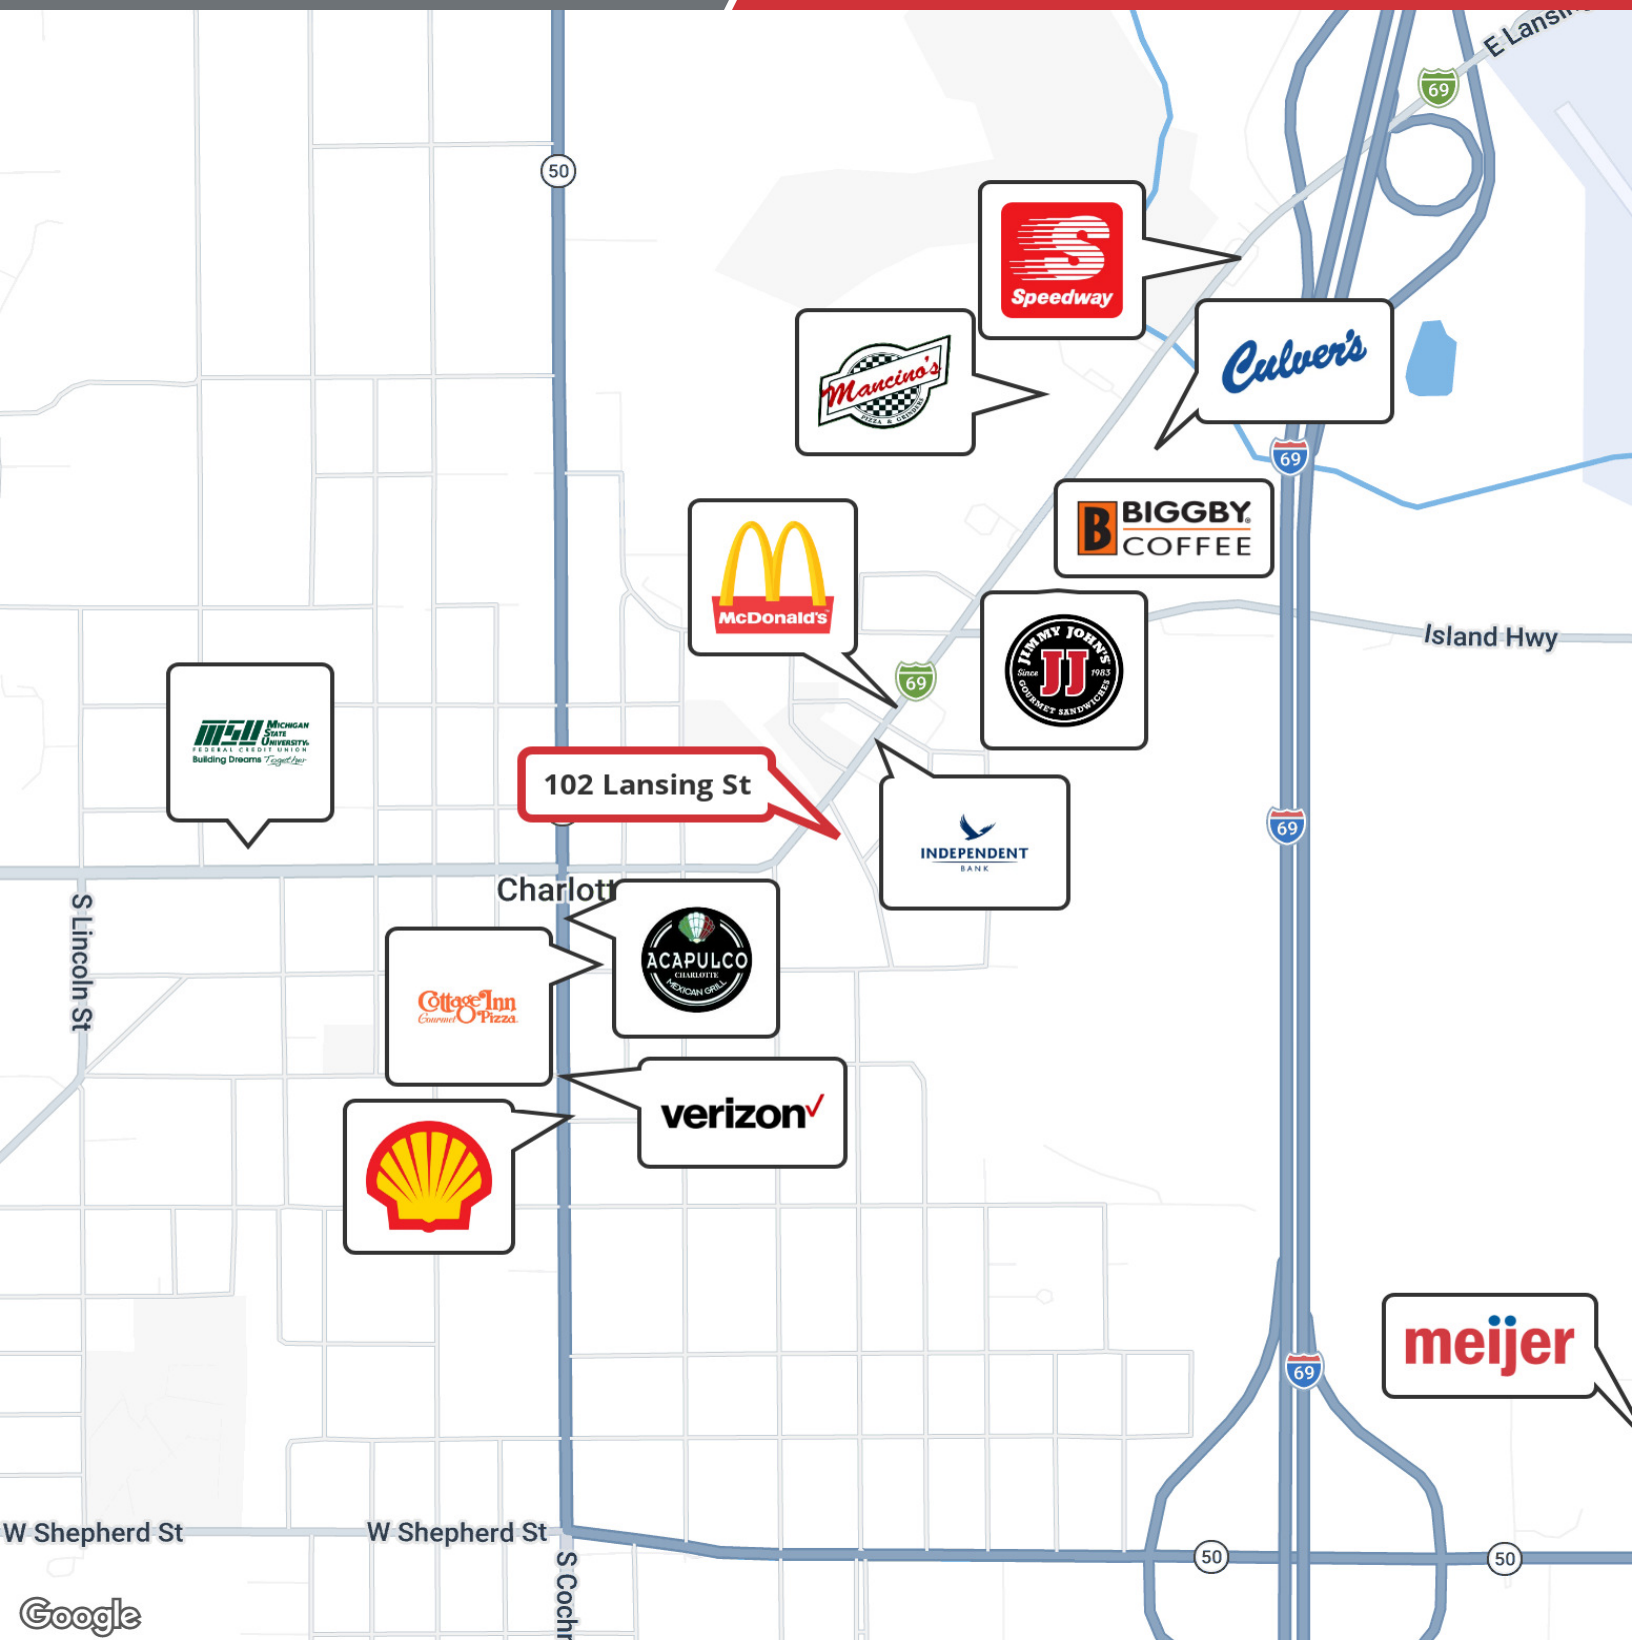 E Lansing
69
50
Speedway
Mancino's
PIZZA & GRINDERS
Culver's
69
BIGGBY
COFFEE
McDonald's
Island Hwy
JIMMY JOHN'S
Since JJ 1983
GOURMET SANDWICHES
69
MSU MICHIGAN
STATE
UNIVERSITY
FEDERAL CREDIT UNION
Building Dreams Together
102 Lansing St
69
INDEPENDENT
BANK
Charlott
S Lincoln St
ACAPULCO
CHARLOTTE
MEXICAN GRILL
Cottage Inn
Gourmet Pizza
verizon
meijer
69
W Shepherd St
W Shepherd St
50
50
S Cochr
Google